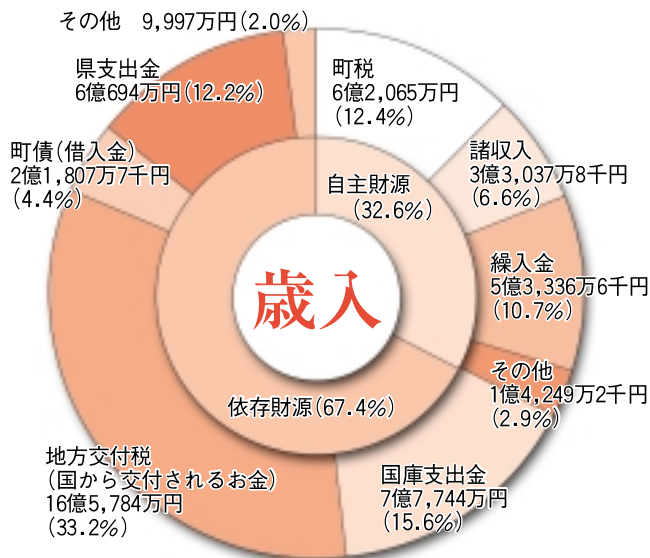 その他 9,997万円(2.0%)
県支出金
6億694万円(12.2%)
町債(借入金)
2億1,807万7千円
(4.4%)
町税
6億2,065万円
(12.4%)
諸収入
3億3,037万8千円
(6.6%)
自主財源
(32.6%)
繰入金
5億3,336万6千円
(10.7%)
歳入
その他
1億4,249万2千円
(2.9%)
依存財源(67.4%)
地方交付税
(国から交付されるお金)
16億5,784万円
(33.2%)
国庫支出金
7億7,744万円
(15.6%)